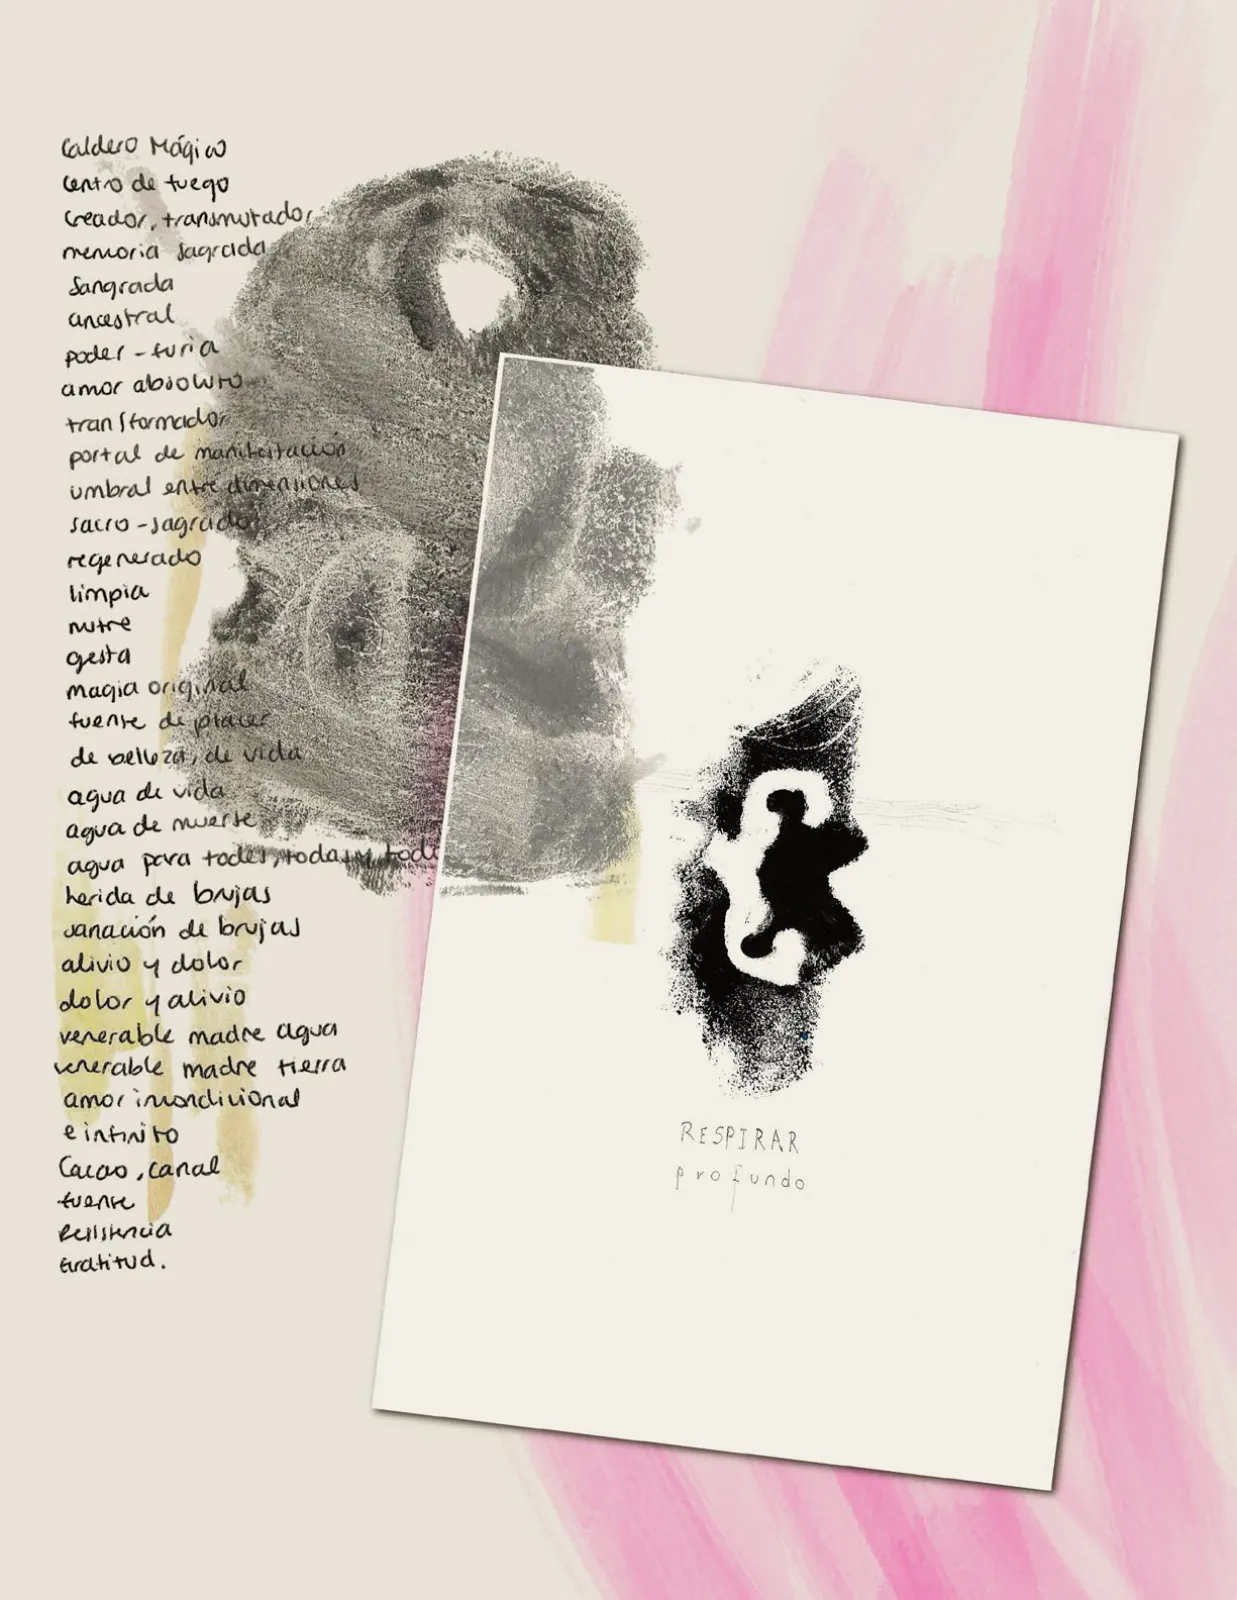 Caldero Mágico
Centro de fuego
Creador, transmutador,
memoria sagrada
Sangrada
ancestral
poder - furia
amor absoluto
transformador
portal de manifestación
umbral entre dimensiones
sacro - sagrado
regenerado
limpia
nutre
gesta
magia original
fuente de placer
de belleza, de vida
agua de vida
agua de muerte
agua para todes, todas y todo
herida de brujas
sanación de brujas
alivio y dolor
dolor y alivio
venerable madre agua
venerable madre tierra
amor incondicional
e infinito
Cacao, canal
fuente
Resistencia
Gratitud.
RESPIRAR
profundo